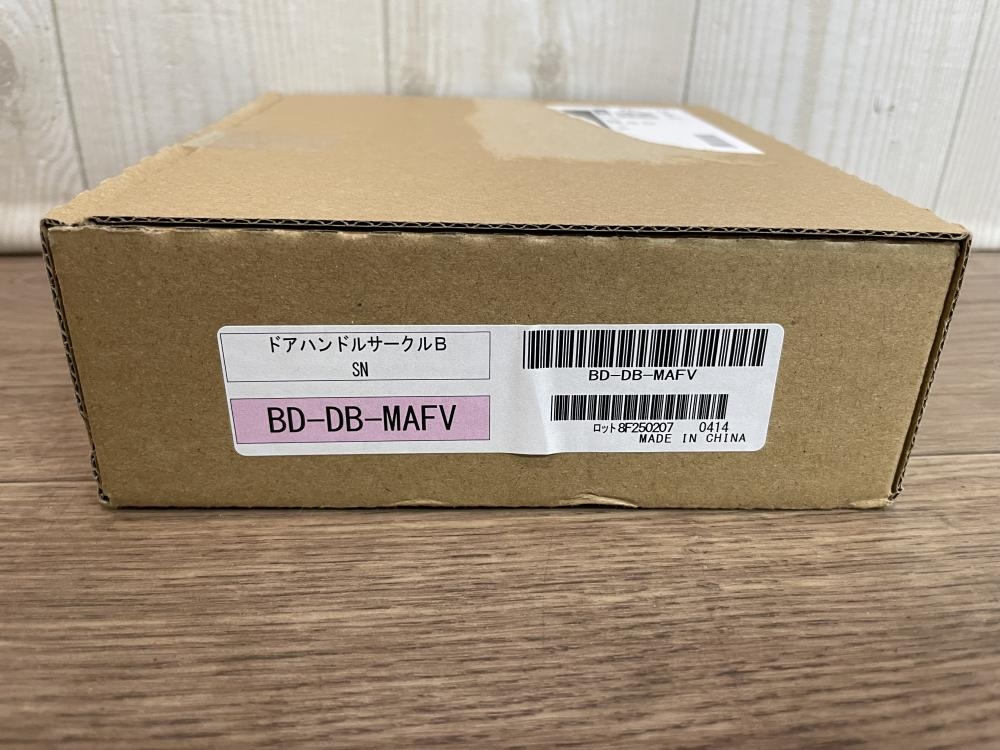 ドアハンドルサークルB
SN
BD-DB-MAFV
BD-DB-MAFV
ロット8F250207 0414
MADE IN CHINA